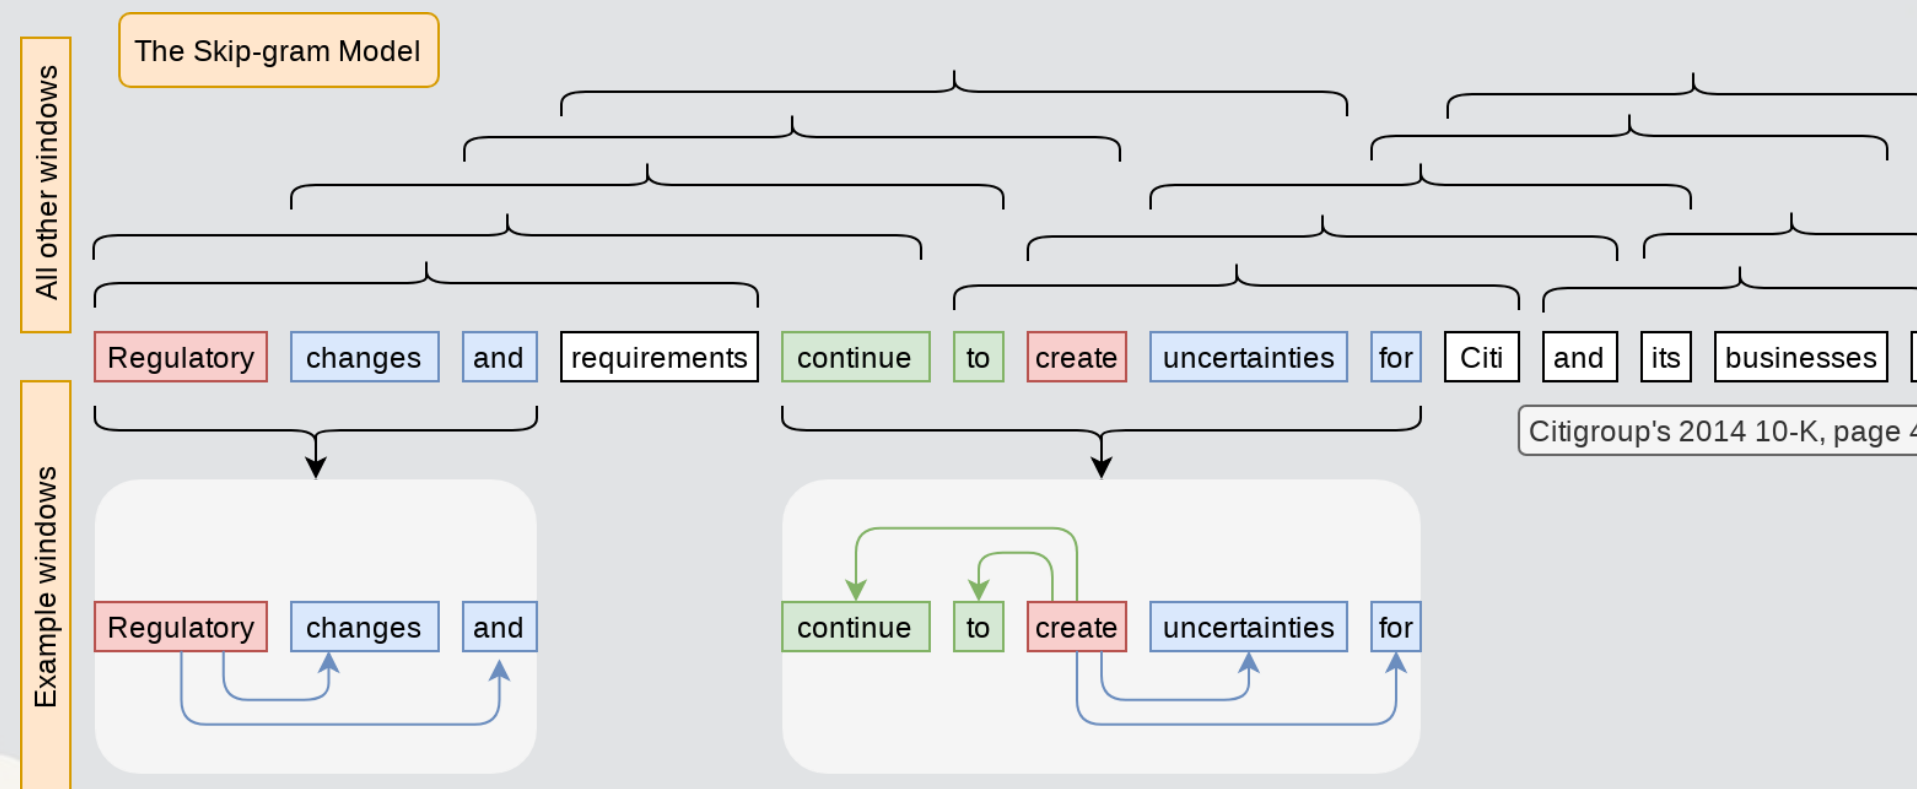 The Skip-gram Model
All other windows
Regulatory changes and requirements continue to create uncertainties for Citi and its businesses
Citigroup's 2014 10-K, page
Example windows
Regulatory changes and
continue to create uncertainties for